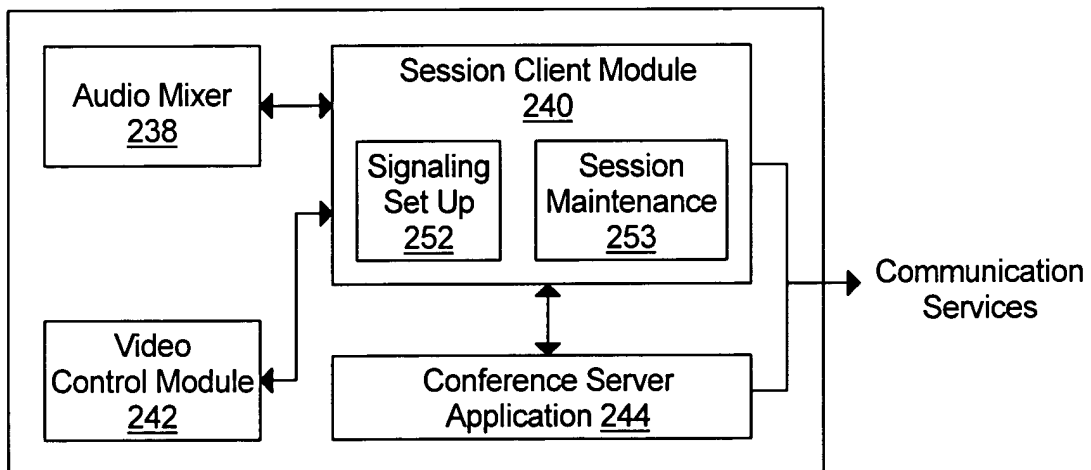 Audio Mixer
238
Session Client Module
240
Signaling
Set Up
252
Session
Maintenance
253
Communication
Services
Video
Control Module
242
Conference Server
Application 244